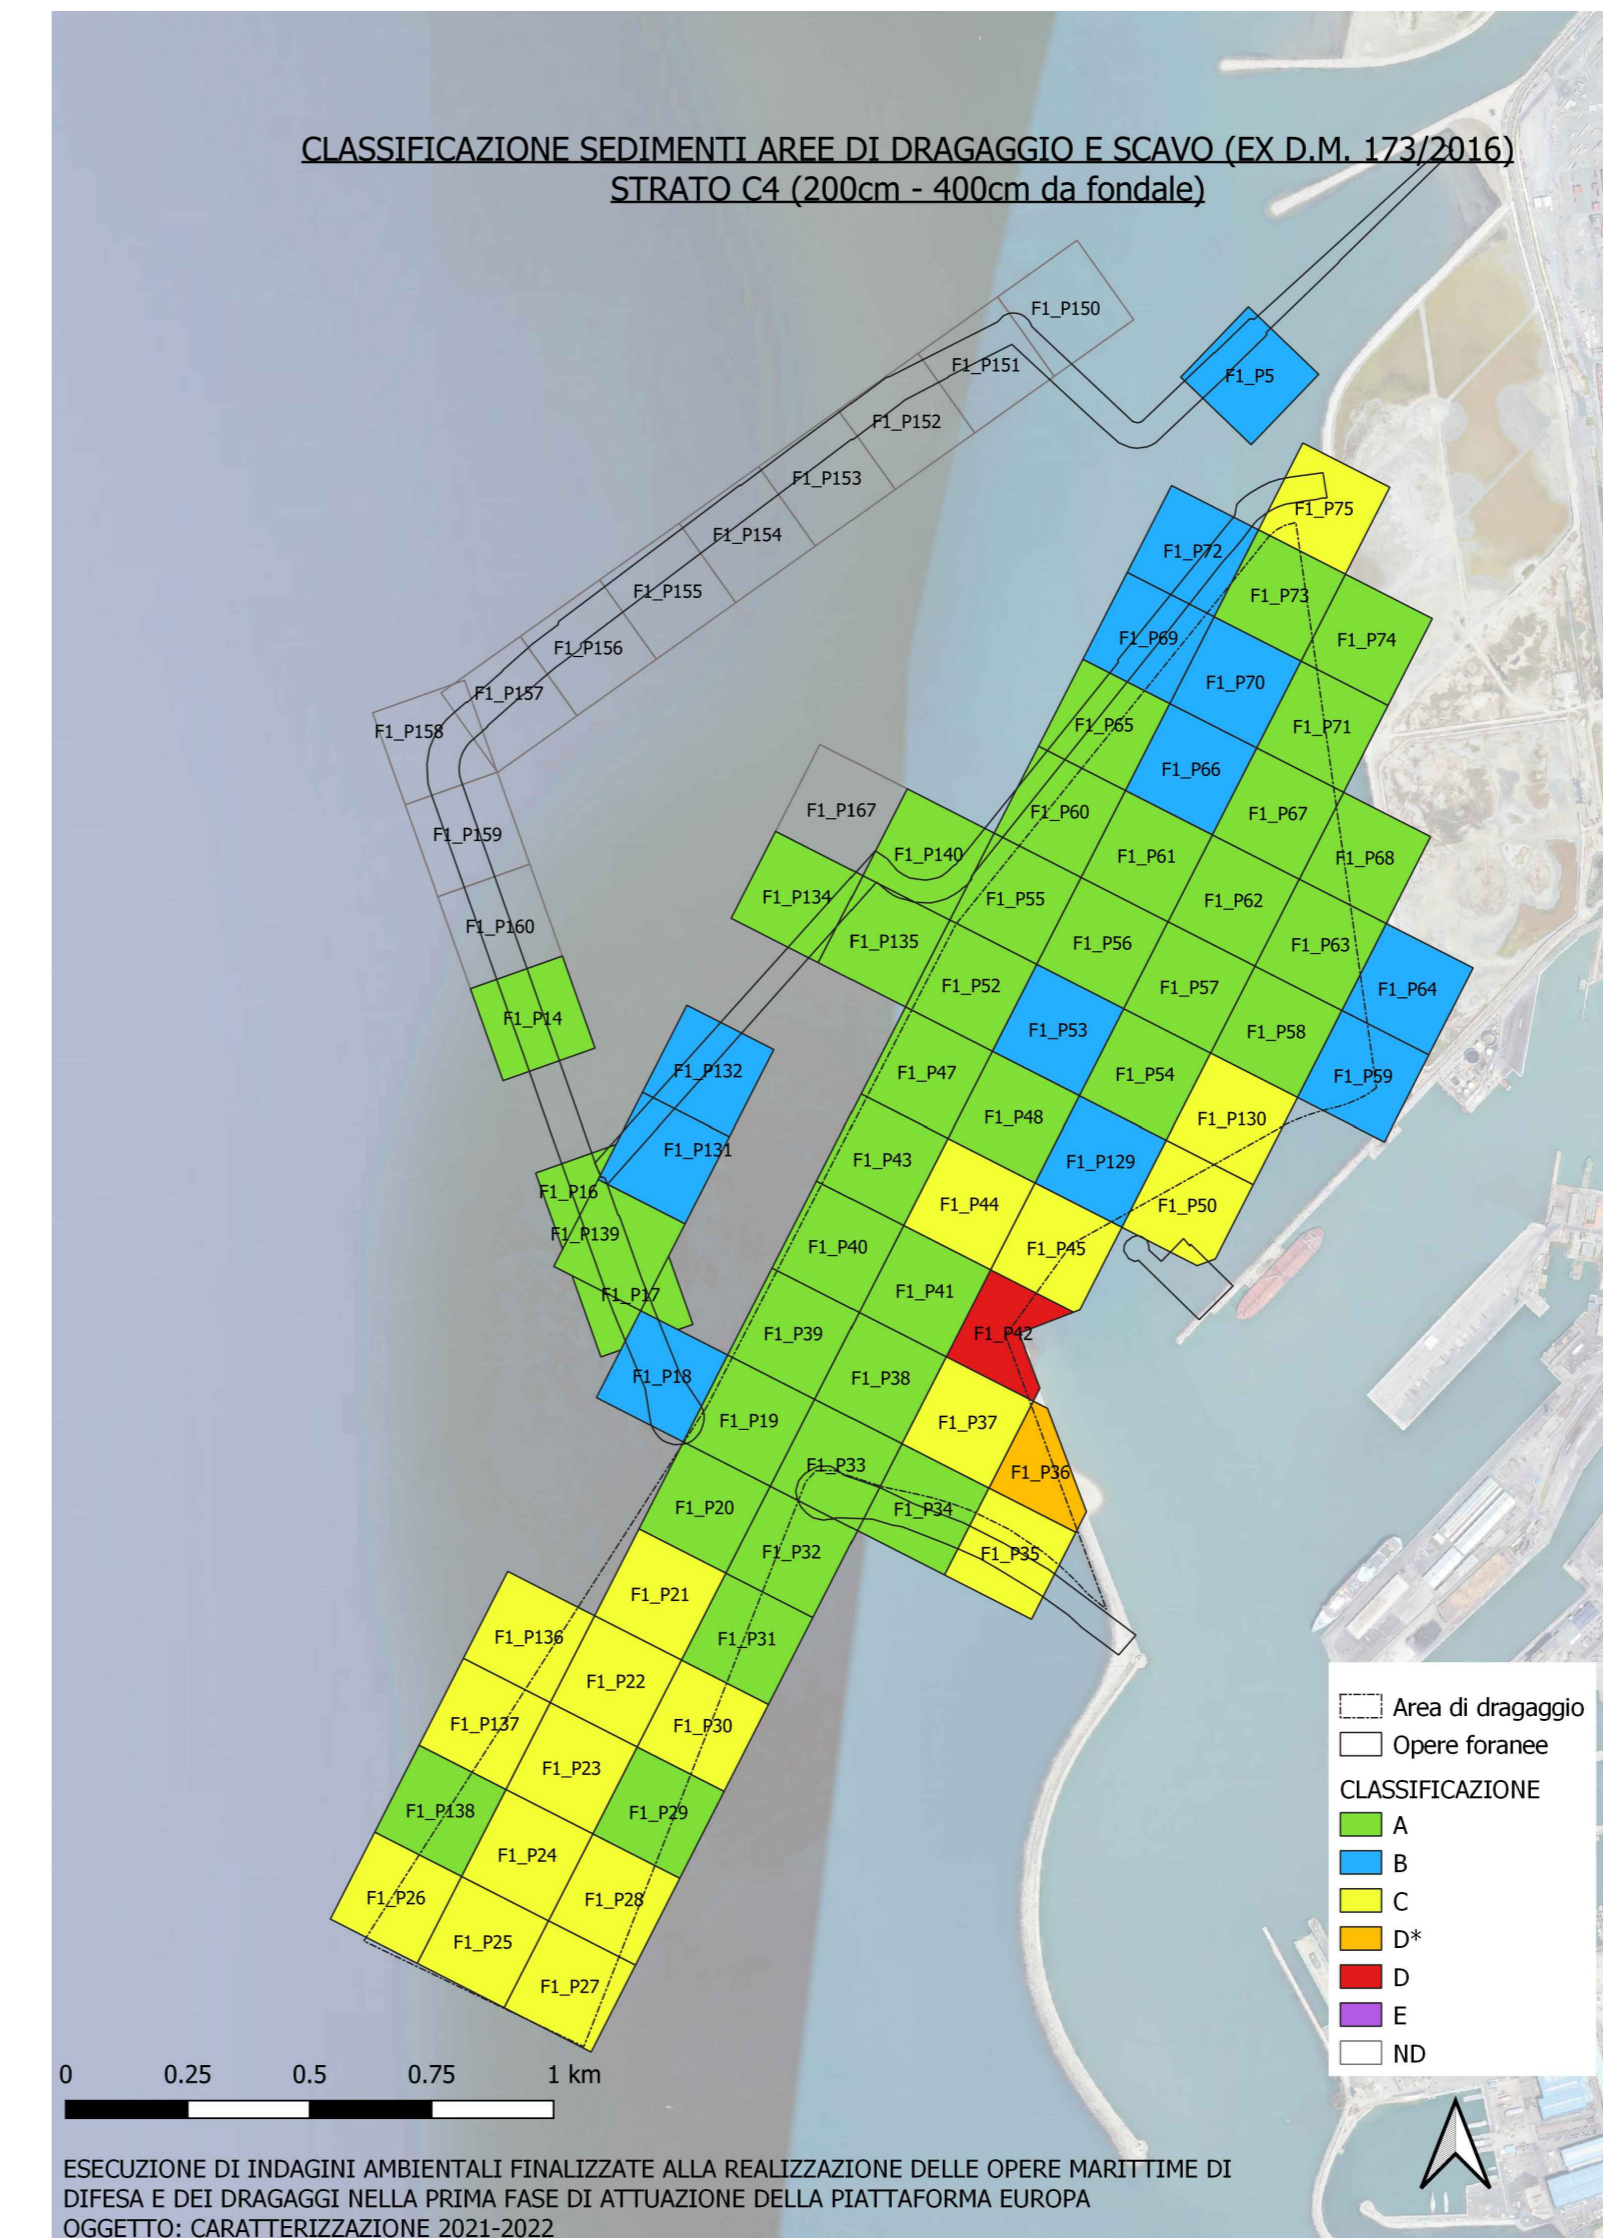 CLASSIFICAZIONE SEDIMENTI AREE DI DRAGAGGIO E SCAVO (EX D.M. 173/2016)
STRATO C4 (200cm - 400cm da fondale)
F1_P150
F1_P151
F1_P5
F1_P152
F1_P153
F1_P75
F1_P154
F1_P72
F1_P155
F1_P73
F1_P69
F1_P74
F1_P156
F1_P70
F1_P157
F1_P65
F1_P71
F1_P158
F1_P66
F1_P167
F1_P60
F1_P67
F1_P159
F1_P140
F1_P61
F1_P68
F1_P134
F1_P55
F1_P62
F1_P160
F1_P135
F1_P56
F1_P63
F1_P52
F1_P57
F1_P64
F1_P14
F1_P53
F1_P58
F1_P132
F1_P47
F1_P54
F1_P59
F1_P48
F1_P130
F1_P131
F1_P43
F1_P129
F1_P16
F1_P44
F1_P50
F1_P139
F1_P40
F1_P45
F1_P17
F1_P41
F1_P39
F1_P42
F1_P18
F1_P38
F1_P19
F1_P37
F1_P33
F1_P36
F1_P20
F1_P34
F1_P32
F1_P35
F1_P21
F1_P136
F1_P31
F1_P22
F1_P137
F1_P30
F1_P23
F1_P138
F1_P29
F1_P24
F1_P26
F1_P28
F1_P25
F1_P27
Area di dragaggio
Opere foranee
CLASSIFICAZIONE
A
B
C
D*
D
E
ND
0 0.25 0.5 0.75 1 km
ESECUZIONE DI INDAGINI AMBIENTALI FINALIZZATE ALLA REALIZZAZIONE DELLE OPERE MARITTIME DI
DIFESA E DEI DRAGAGGI NELLA PRIMA FASE DI ATTUAZIONE DELLA PIATTAFORMA EUROPA
OGGETTO: CARATTERIZZAZIONE 2021-2022